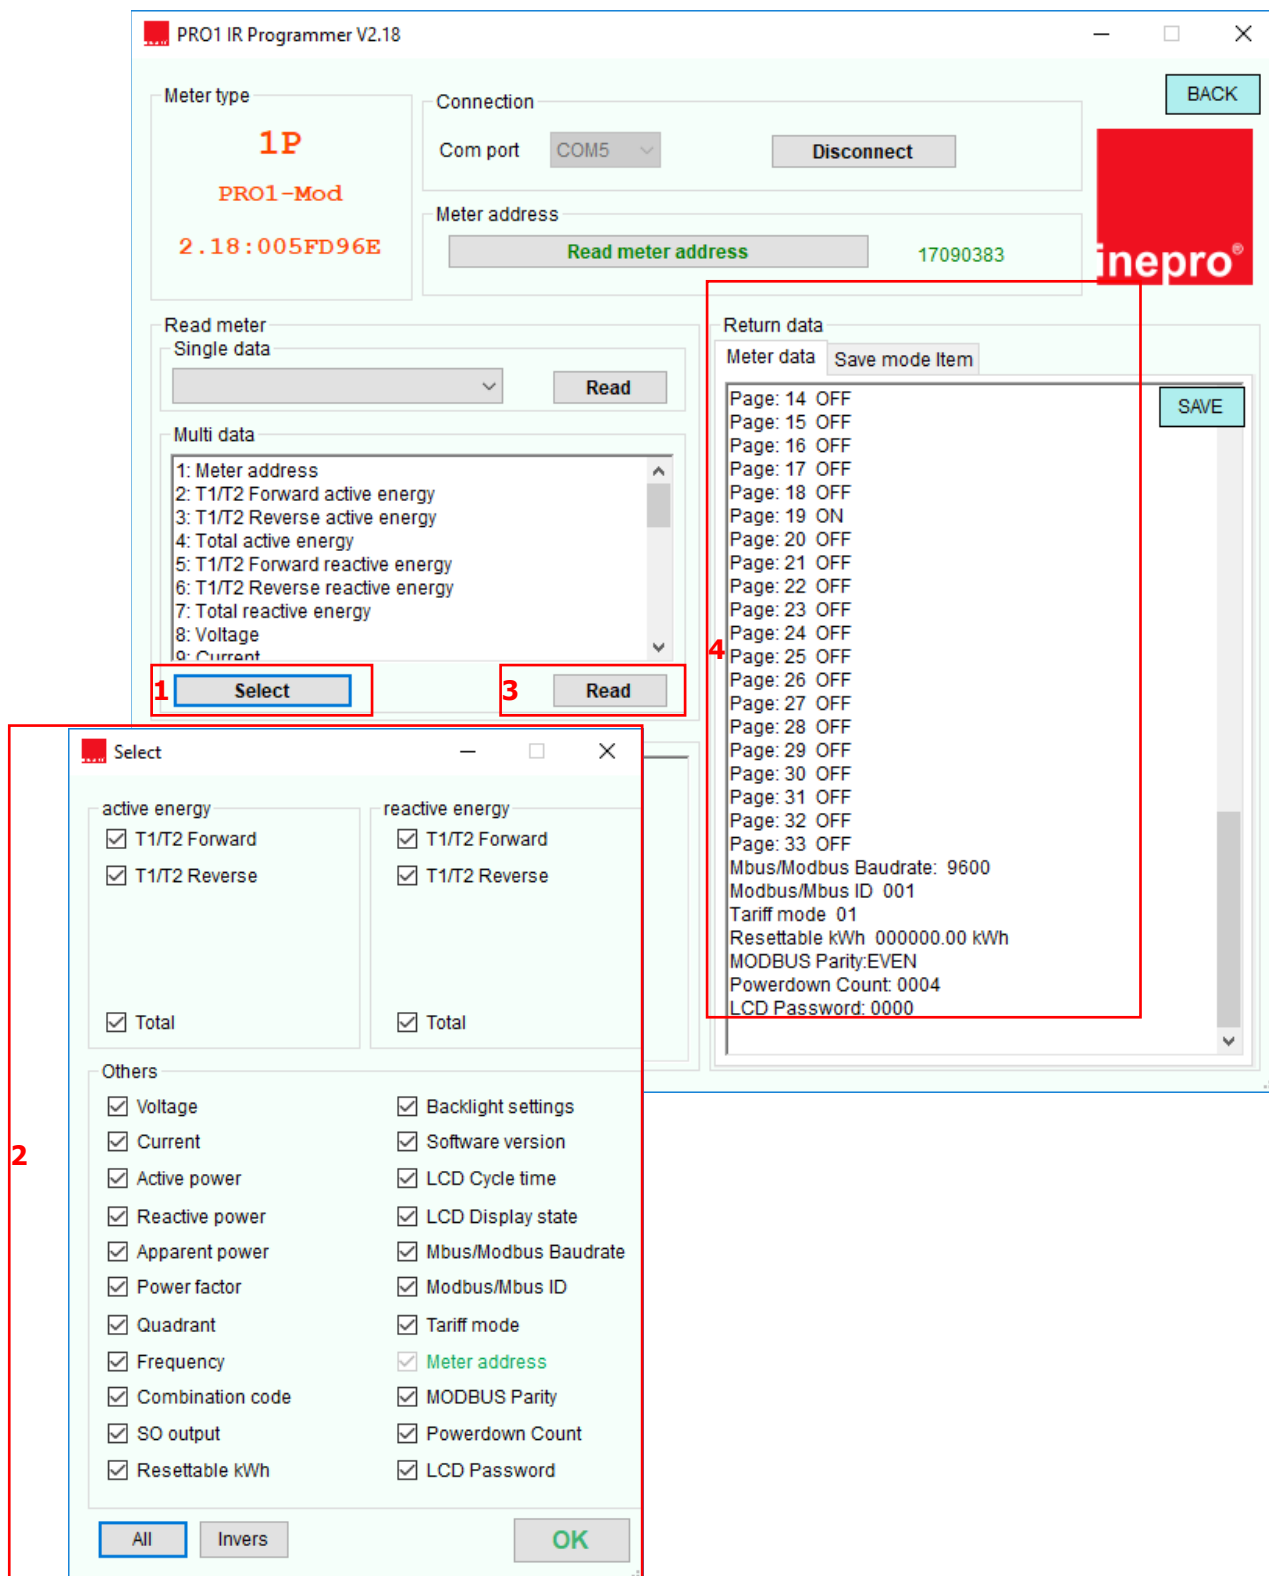 PRO1 IR Programmer V2.18
BACK
Meter type
1P
PRO1-Mod
2.18:005FD96E
Connection
Com port COM5 Disconnect
Meter address
Read meter address 17090383
inepro®
Read meter
Single data
Read
Multi data
1: Meter address
2: T1/T2 Forward active energy
3: T1/T2 Reverse active energy
4: Total active energy
5: T1/T2 Forward reactive energy
6: T1/T2 Reverse reactive energy
7: Total reactive energy
8: Voltage
9: Current
1 Select 3 Read
Return data
Meter data Save mode Item
SAVE
Page: 14 OFF
Page: 15 OFF
Page: 16 OFF
Page: 17 OFF
Page: 18 OFF
Page: 19 ON
Page: 20 OFF
Page: 21 OFF
Page: 22 OFF
Page: 23 OFF
Page: 24 OFF
4
Page: 25 OFF
Page: 26 OFF
Page: 27 OFF
Page: 28 OFF
Page: 29 OFF
Page: 30 OFF
Page: 31 OFF
Page: 32 OFF
Page: 33 OFF
Mbus/Modbus Baudrate: 9600
Modbus/Mbus ID 001
Tariff mode 01
Resettable kWh 000000.00 kWh
MODBUS Parity:EVEN
Powerdown Count: 0004
LCD Password: 0000
2
Select
active energy
T1/T2 Forward
T1/T2 Reverse
Total
reactive energy
T1/T2 Forward
T1/T2 Reverse
Total
Others
Voltage
Current
Active power
Reactive power
Apparent power
Power factor
Quadrant
Frequency
Combination code
SO output
Resettable kWh
Backlight settings
Software version
LCD Cycle time
LCD Display state
Mbus/Modbus Baudrate
Modbus/Mbus ID
Tariff mode
Meter address
MODBUS Parity
Powerdown Count
LCD Password
All Invers OK